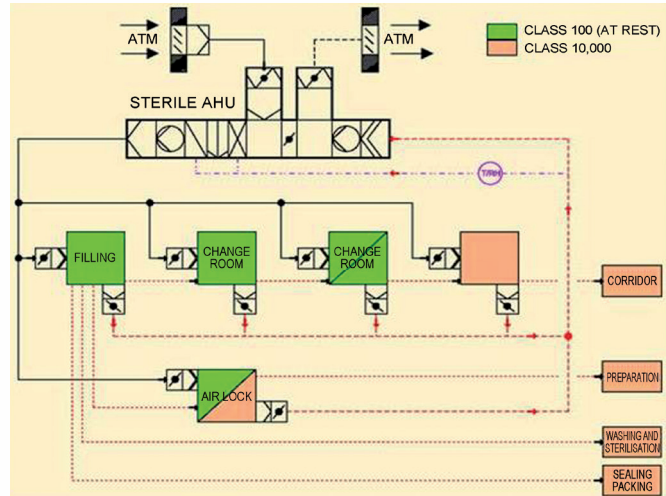 ATM
ATM
CLASS 100 (AT REST)
CLASS 10,000
STERILE AHU
T/RH
FILLING
CHANGE
ROOM
CHANGE
ROOM
CORRIDOR
AIR LOCK
PREPARATION
WASHING AND
STERILISATION
SEALING
PACKING